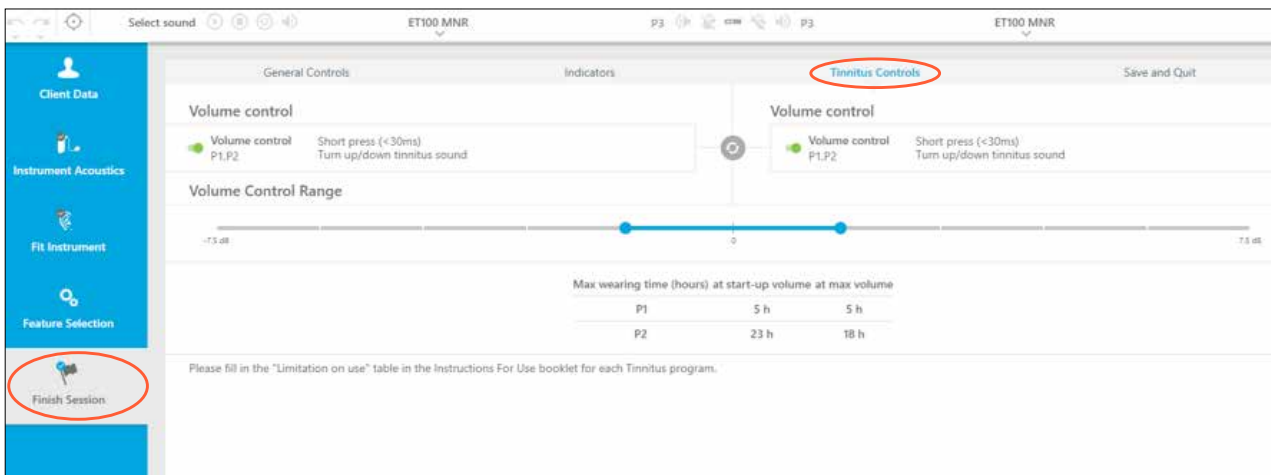 Select sound
ET100 MNR
P3
P3
ET100 MNR
Client Data
Instrument Acoustics
Fit Instrument
Feature Selection
Finish Session
General Controls
Indicators
Tinnitus Controls
Save and Quit
Volume control
Volume control
P1,P2
Short press (<30ms)
Turn up/down tinnitus sound
Volume control
Volume control
P1,P2
Short press (<30ms)
Turn up/down tinnitus sound
Volume Control Range
-7.5 dB
0
7.5 dB
Max wearing time (hours) at start-up volume at max volume
P1 5 h 5 h
P2 23 h 18 h
Please fill in the "Limitation on use" table in the Instructions For Use booklet for each Tinnitus program.